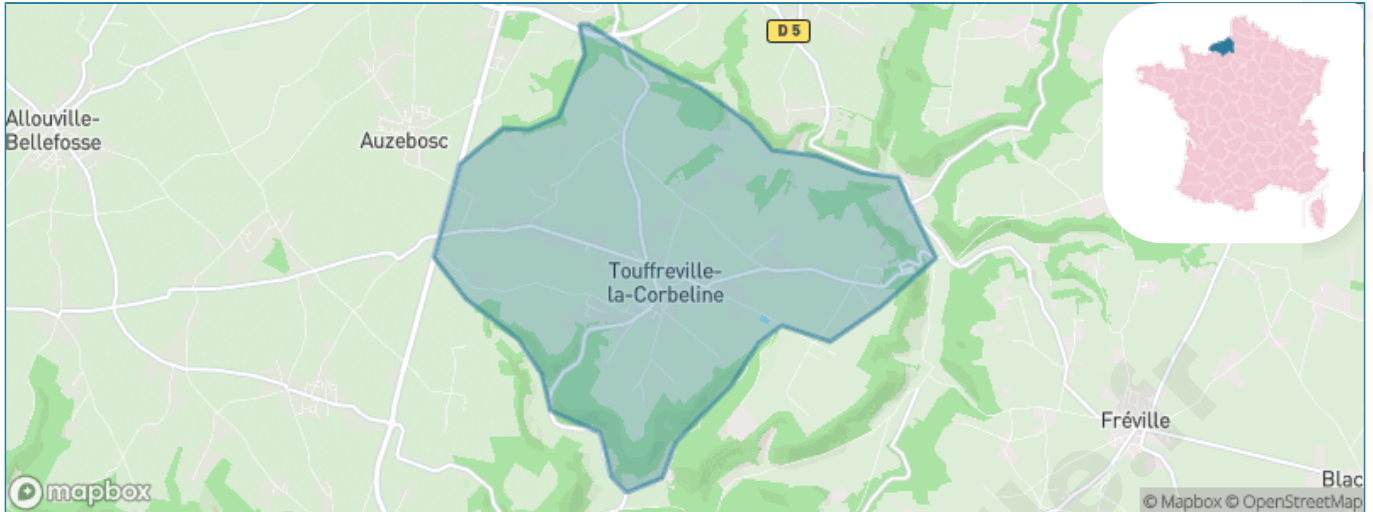 D 5
Allouville-
Bellefosse
Auzebosc
Touffreville-
la-Corbeline
Fréville
Blac
mapbox
© Mapbox © OpenStreetMap